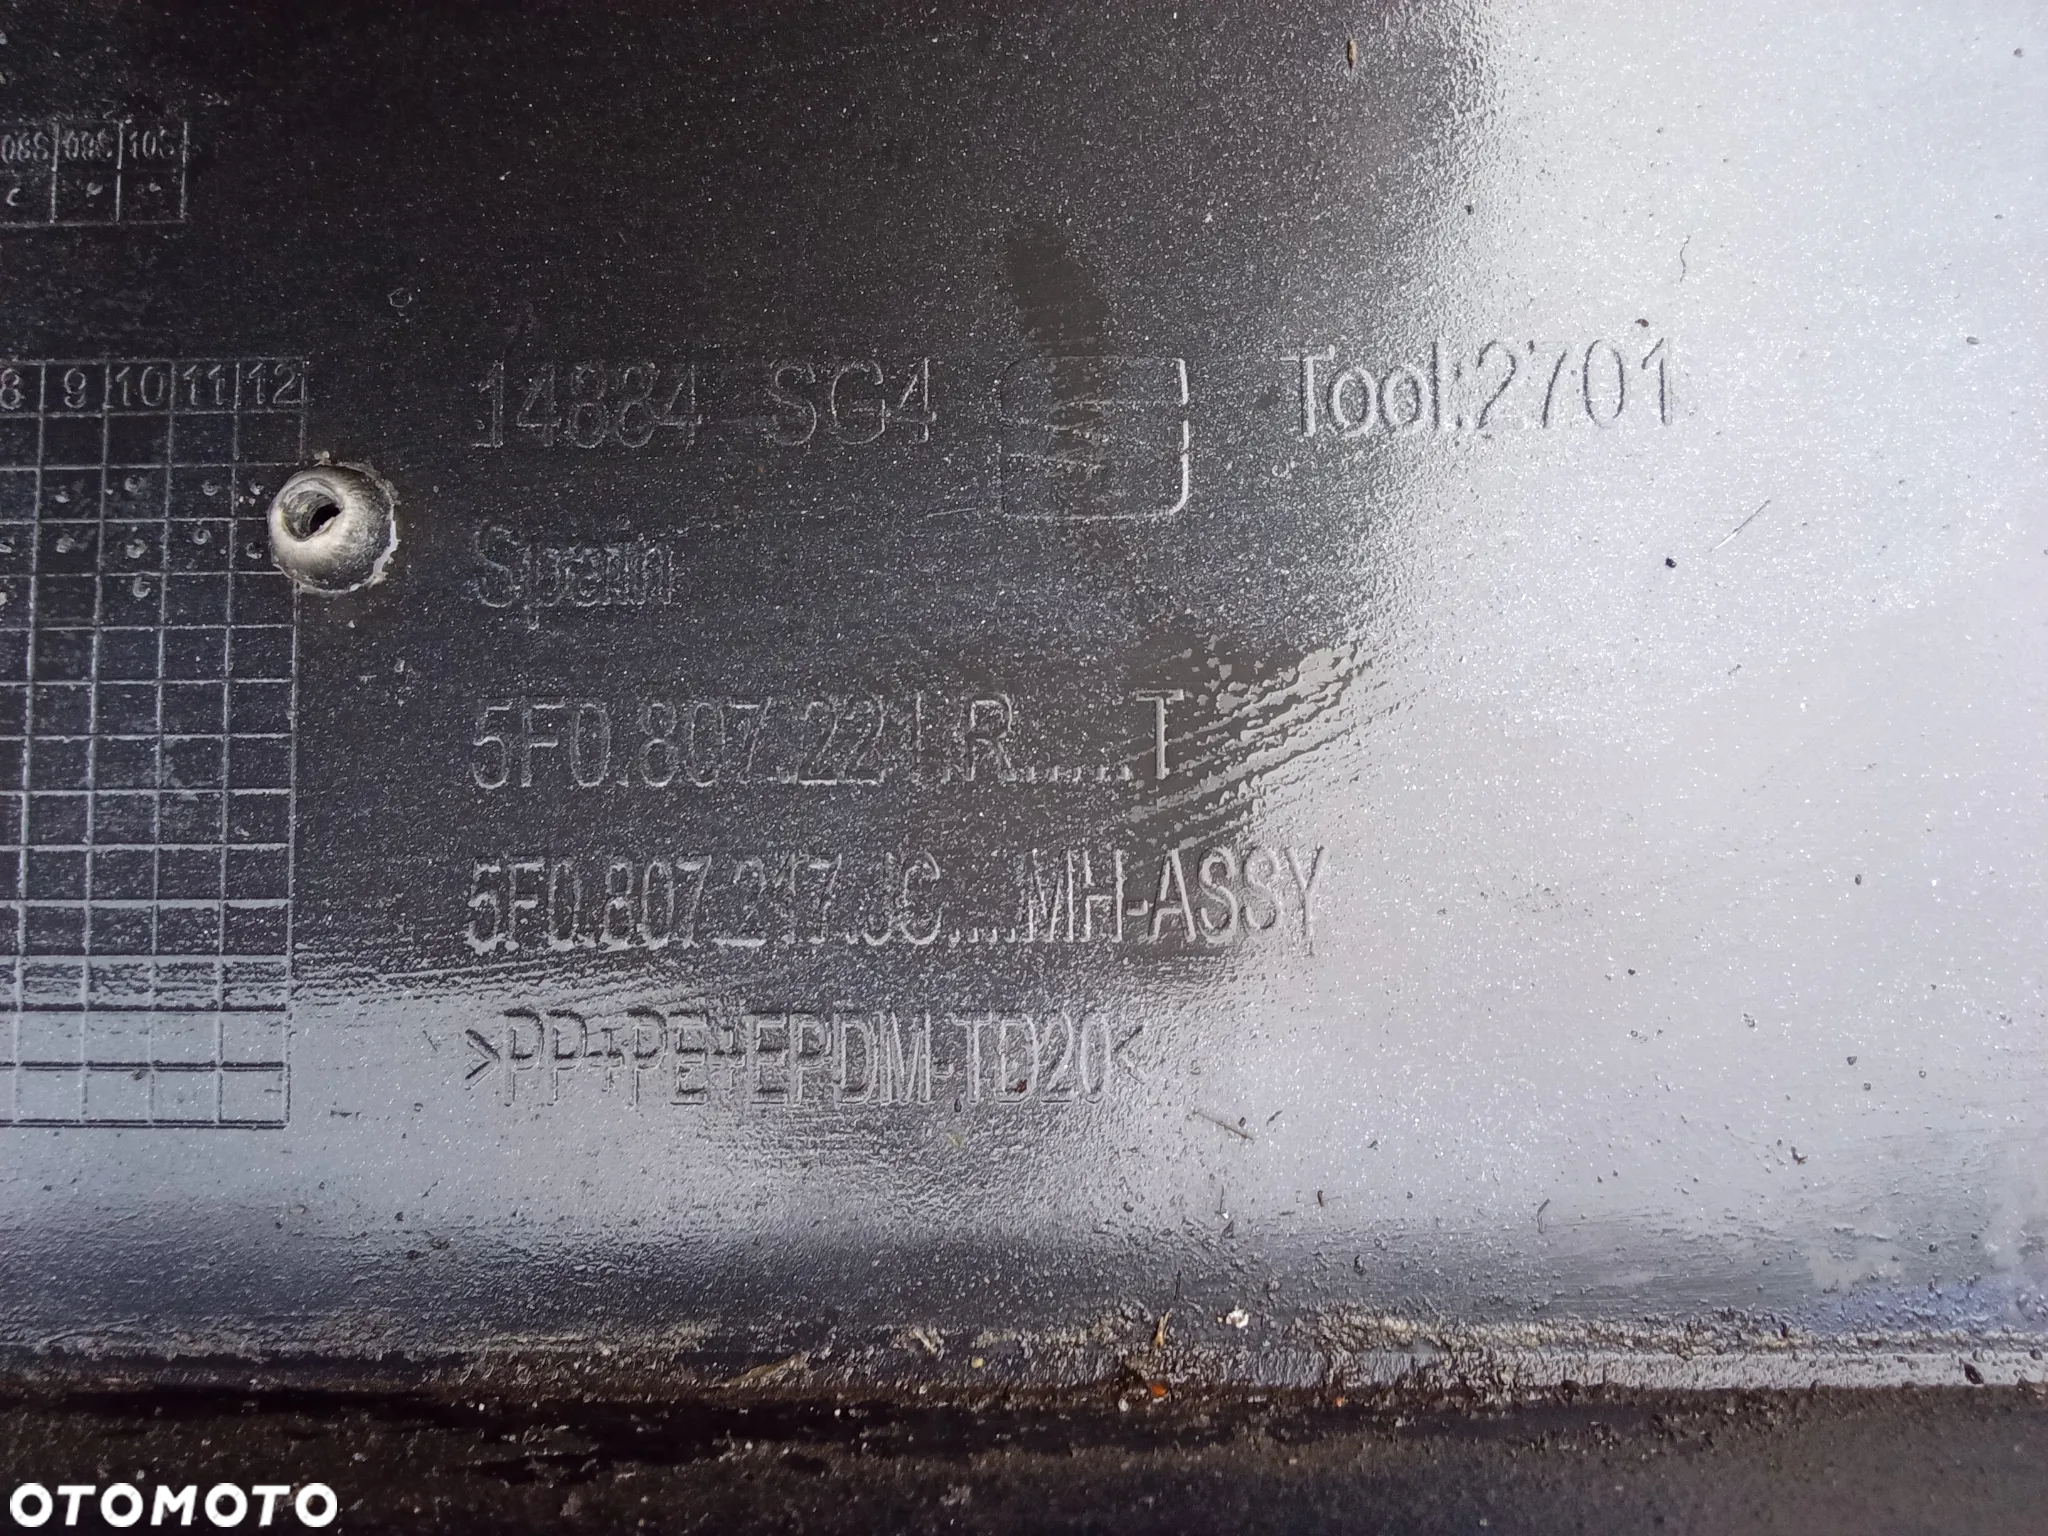 8 9 10 11 12
14884 SG4 Tool:2701
Spain
5F0.807.221.R......T
5F0.807.217.JC....MH-ASSY
>PP+PE+EPDM-TD20<
OTOMOTO